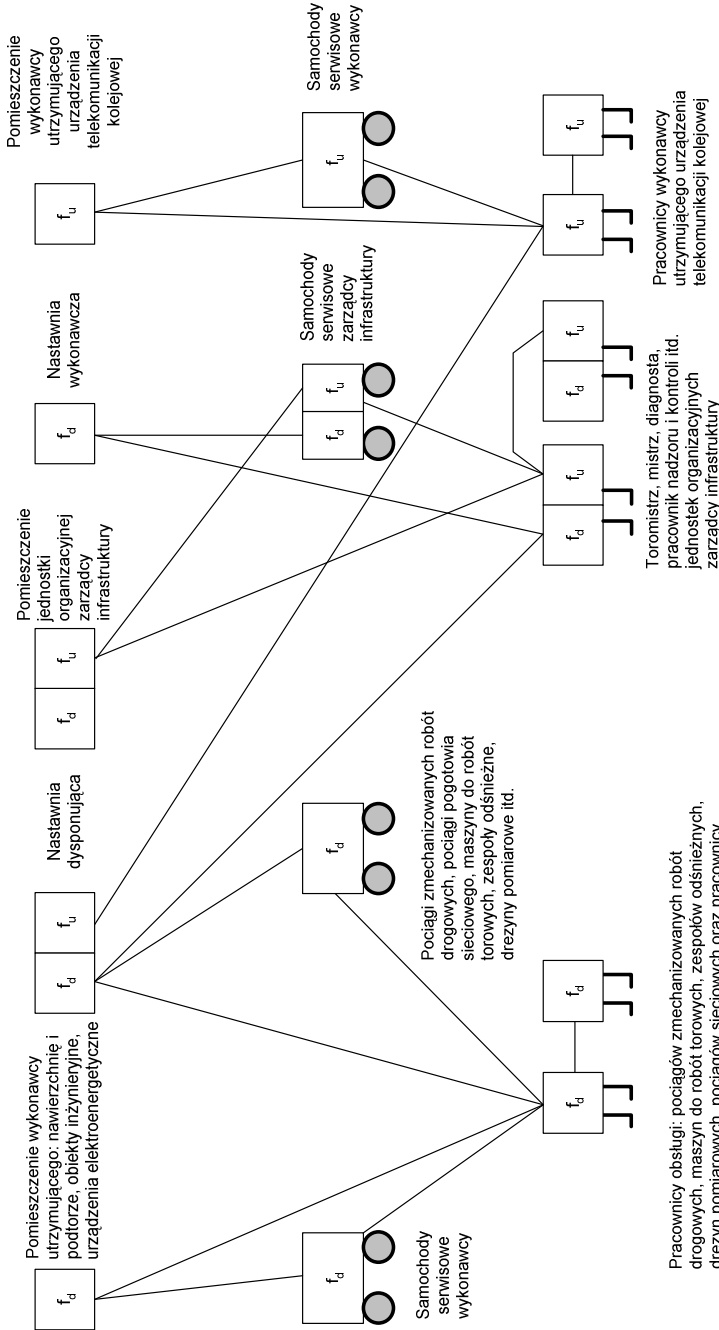 Pomieszczenie wykonawcy
utrzymującego: nawierzchnię i
podtorze, obiekty inżynieryjne,
urządzenia elektroenergetyczne
f_d
Nastawnia
dysponująca
f_d
f_u
Pomieszczenie
jednostki
organizacyjnej
zarządcy
infrastruktury
f_d
f_u
Nastawnia
wykonawcza
f_d
Pomieszczenie
wykonawcy
utrzymującego
urządzenia
telekomunikacji
kolejowej
f_u
f_d
Samochody
serwisowe
wykonawcy
f_d
Pociągi zmechanizowanych robót
drogowych, pociągi pogotowia
sieciowego, maszyny do robót
torowych, zespoły odśnieżne,
drezyny pomiarowe itd.
Samochody
serwisowe
zarządcy
infrastruktury
f_d
f_u
Samochody
serwisowe
wykonawcy
f_u
f_d
f_d
Pracownicy obsługi: pociągów zmechanizowanych robót
drogowych, maszyn do robót torowych, zespołów odśnieżnych,
drezyn pomiarowych, pociągów sieciowych oraz pracownicy
f_d
f_u
f_d
f_u
Toromistrz, mistrz, diagnosta,
pracownik nadzoru i kontroli itd.
jednostek organizacyjnych
zarządcy infrastruktury
f_u
f_u
Pracownicy wykonawcy
utrzymującego urządzenia
telekomunikacji kolejowej